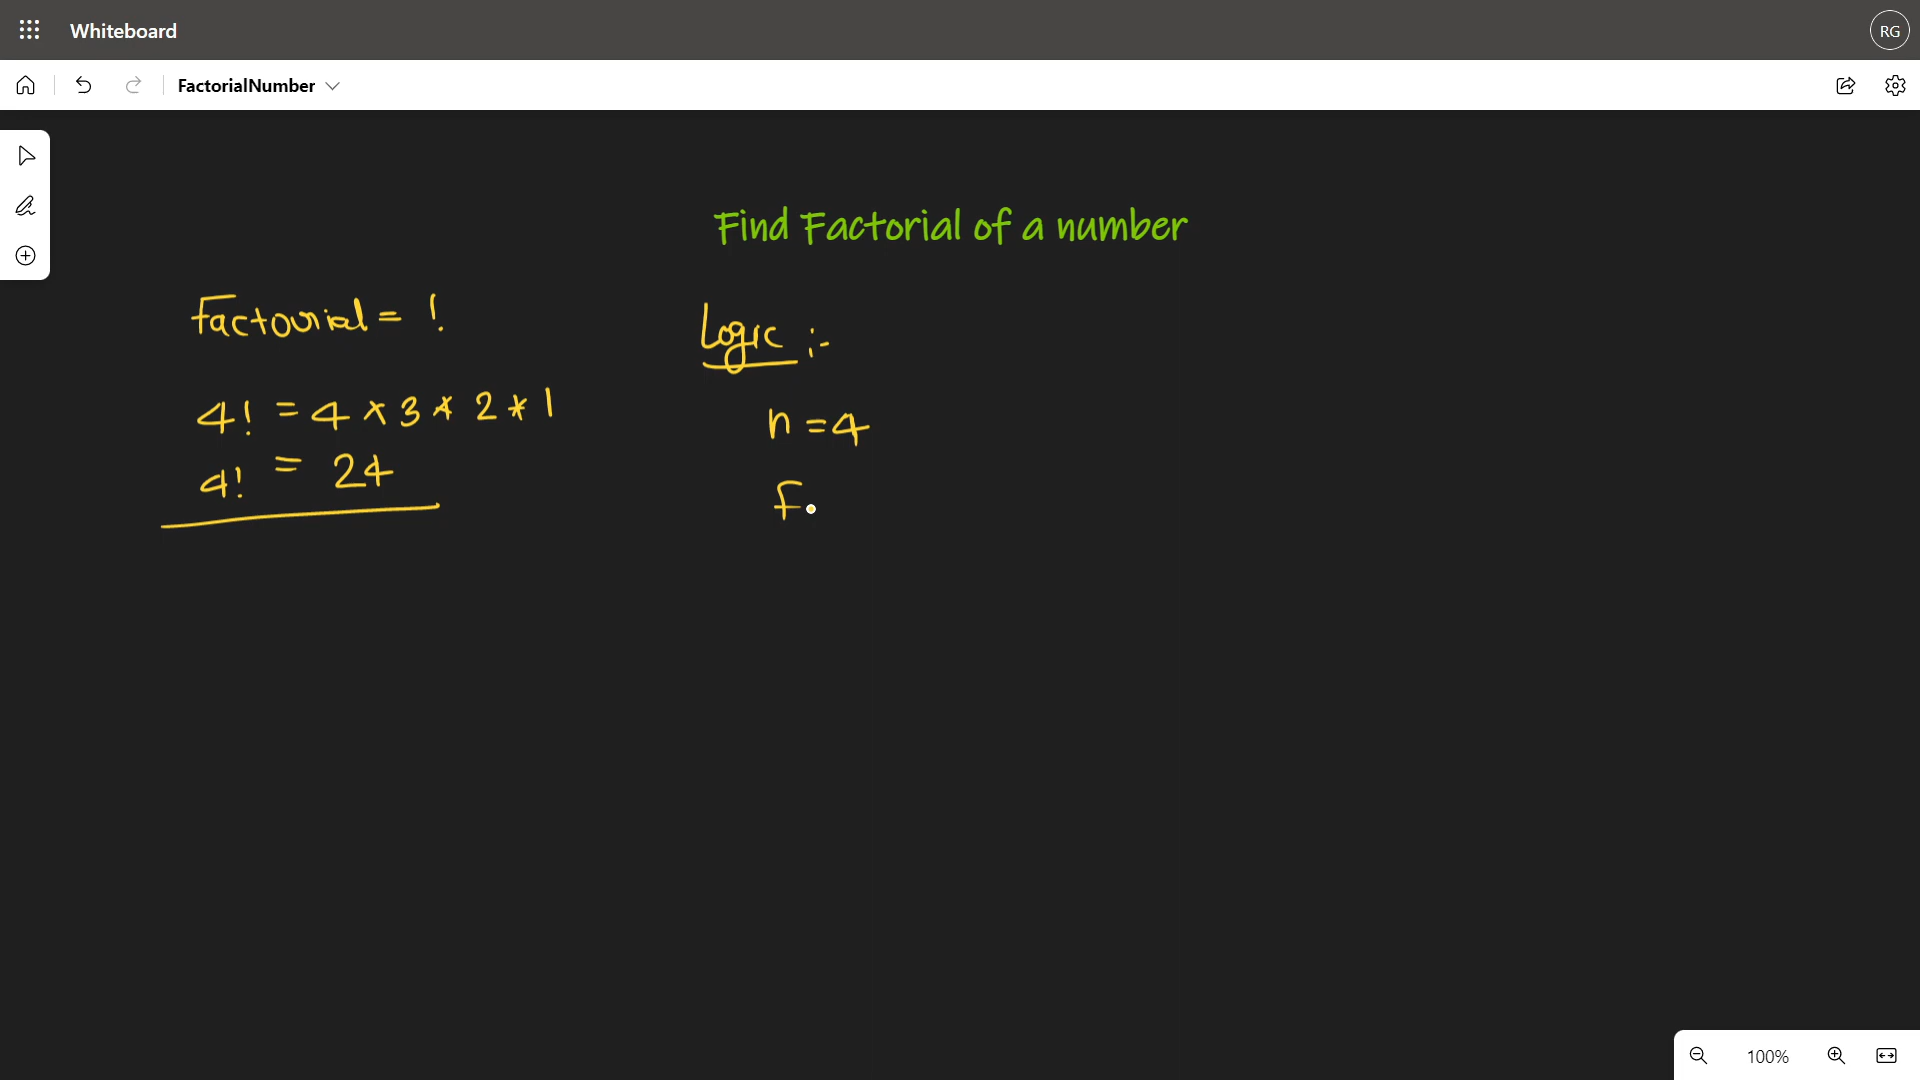 Whiteboard
RG
FactorialNumber
Find Factorial of a number
Factorial = !
4! = 4 × 3 * 2 * 1
4! = 24
Logic :-
n = 4
F
100%